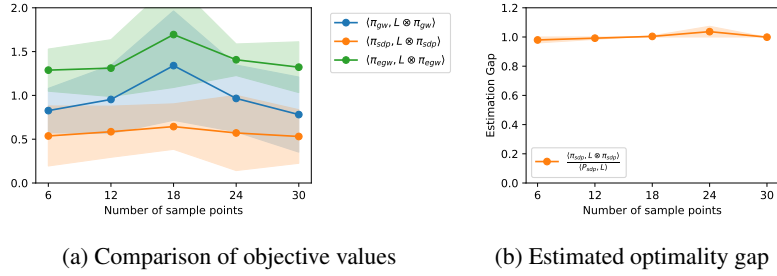 2.0
1.5
1.0
0.5
0.0
6 12 18 24 30
Number of sample points
⟨π_gw, L ⊗ π_gw⟩
⟨π_sdp, L ⊗ π_sdp⟩
⟨π_egw, L ⊗ π_egw⟩
(a) Comparison of objective values
Estimation Gap
1.2
1.0
0.8
0.6
0.4
0.2
0.0
⟨π_sdp, L ⊗ π_sdp⟩
⟨P_sdp, L⟩
6 12 18 24 30
Number of sample points
(b) Estimated optimality gap